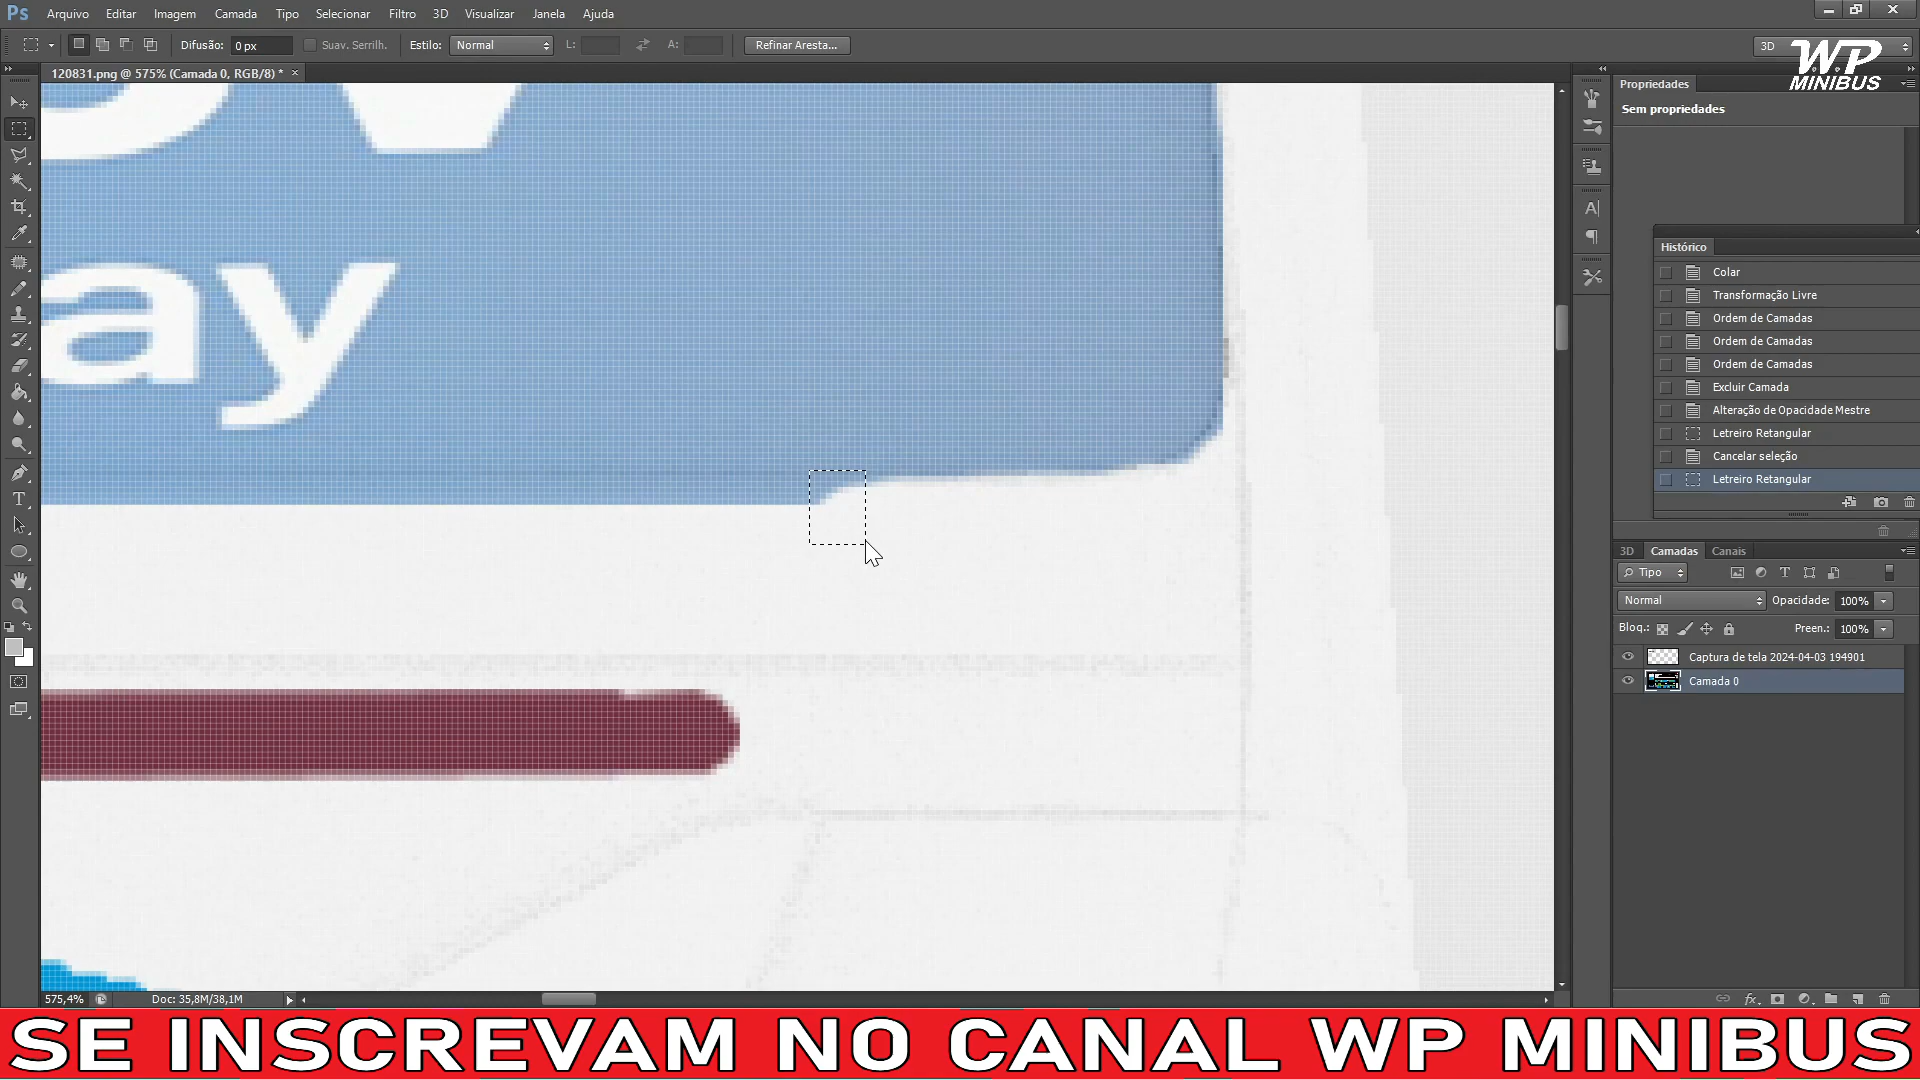 Ps Arquivo Editar Imagem Camada Tipo Selecionar Filtro 3D Visualizar Janela Ajuda
Difusão: 0 px Suav. Serrilh. Estilo: Normal L: A: Refinar Aresta... 3D
W.P
MINIBUS
120831.png @ 575% (Camada 0, RGB/8) * ×
Propriedades
Sem propriedades
ay
Histórico
Colar
Transformação Livre
Ordem de Camadas
Ordem de Camadas
Ordem de Camadas
Excluir Camada
Alteração de Opacidade Mestre
Letreiro Retangular
Cancelar seleção
Letreiro Retangular
3D Camadas Canais
Tipo
Normal Opacidade: 100%
Bloq.: Preen.: 100%
Captura de tela 2024-04-03 194901
Camada 0
575,4% Doc: 35,8M/38,1M
SE INSCREVAM NO CANAL WP MINIBUS